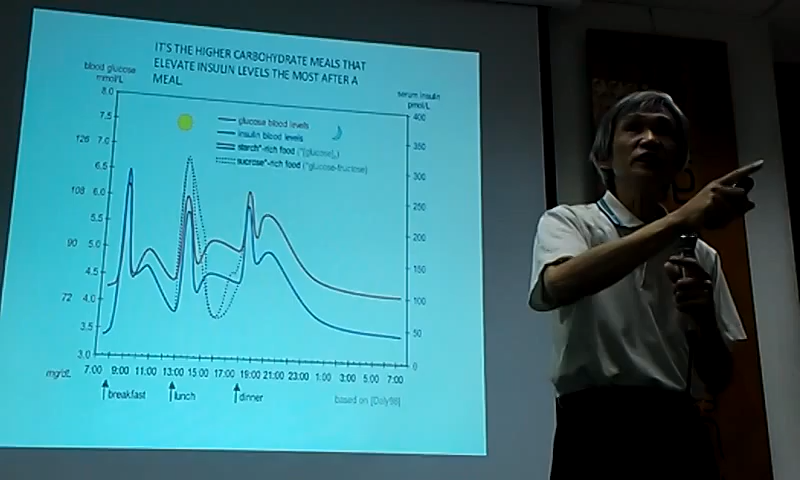 IT'S THE HIGHER CARBOHYDRATE MEALS THAT
ELEVATE INSULIN LEVELS THE MOST AFTER A
MEAL.
blood glucose
mmol/L
serum insulin
pmol/L
8.0
7.5
126 7.0
6.5
108 6.0
5.5
90 5.0
4.5
72 4.0
3.5
3.0
mg/dL
400
350
300
250
200
150
100
50
0
glucose blood levels
insulin blood levels
starch*-rich food
sucrose*-rich food (*glucose-fructose)
7:00 9:00 11:00 13:00 15:00 17:00 19:00 21:00 23:00 1:00 3:00 5:00 7:00
breakfast lunch dinner
based on [Daly98]